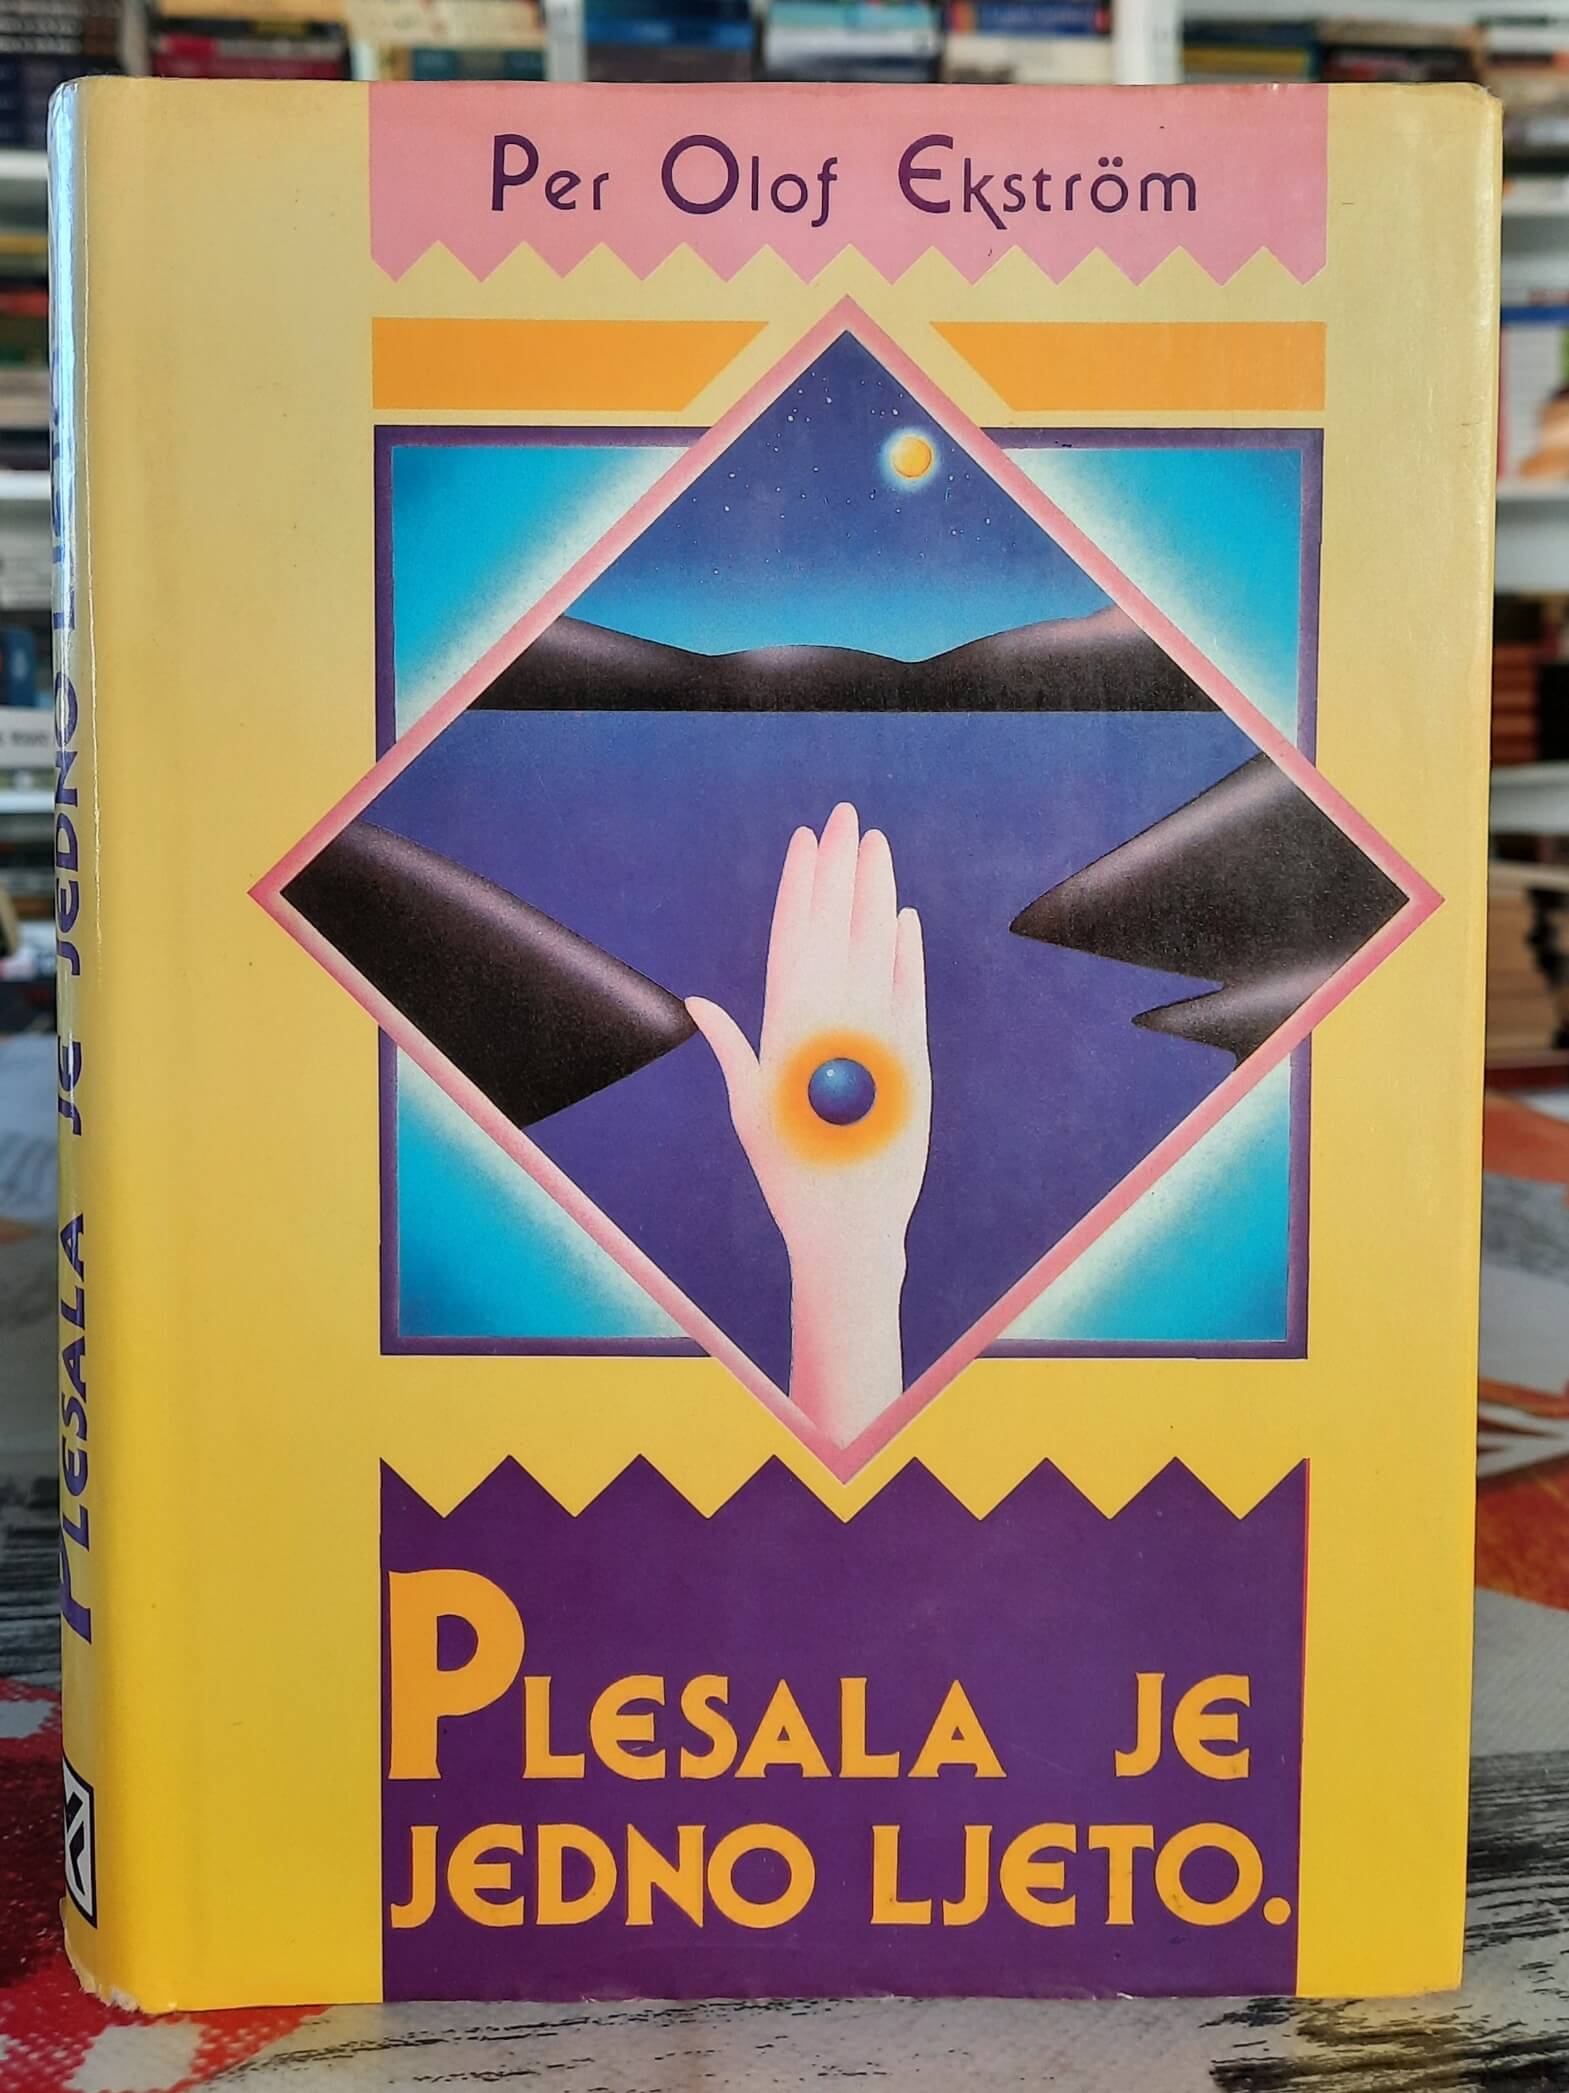 Per Olof Ekström
PLESALA JE
JEDNO LJETO.
PLESALA JE JEDNO LJETO